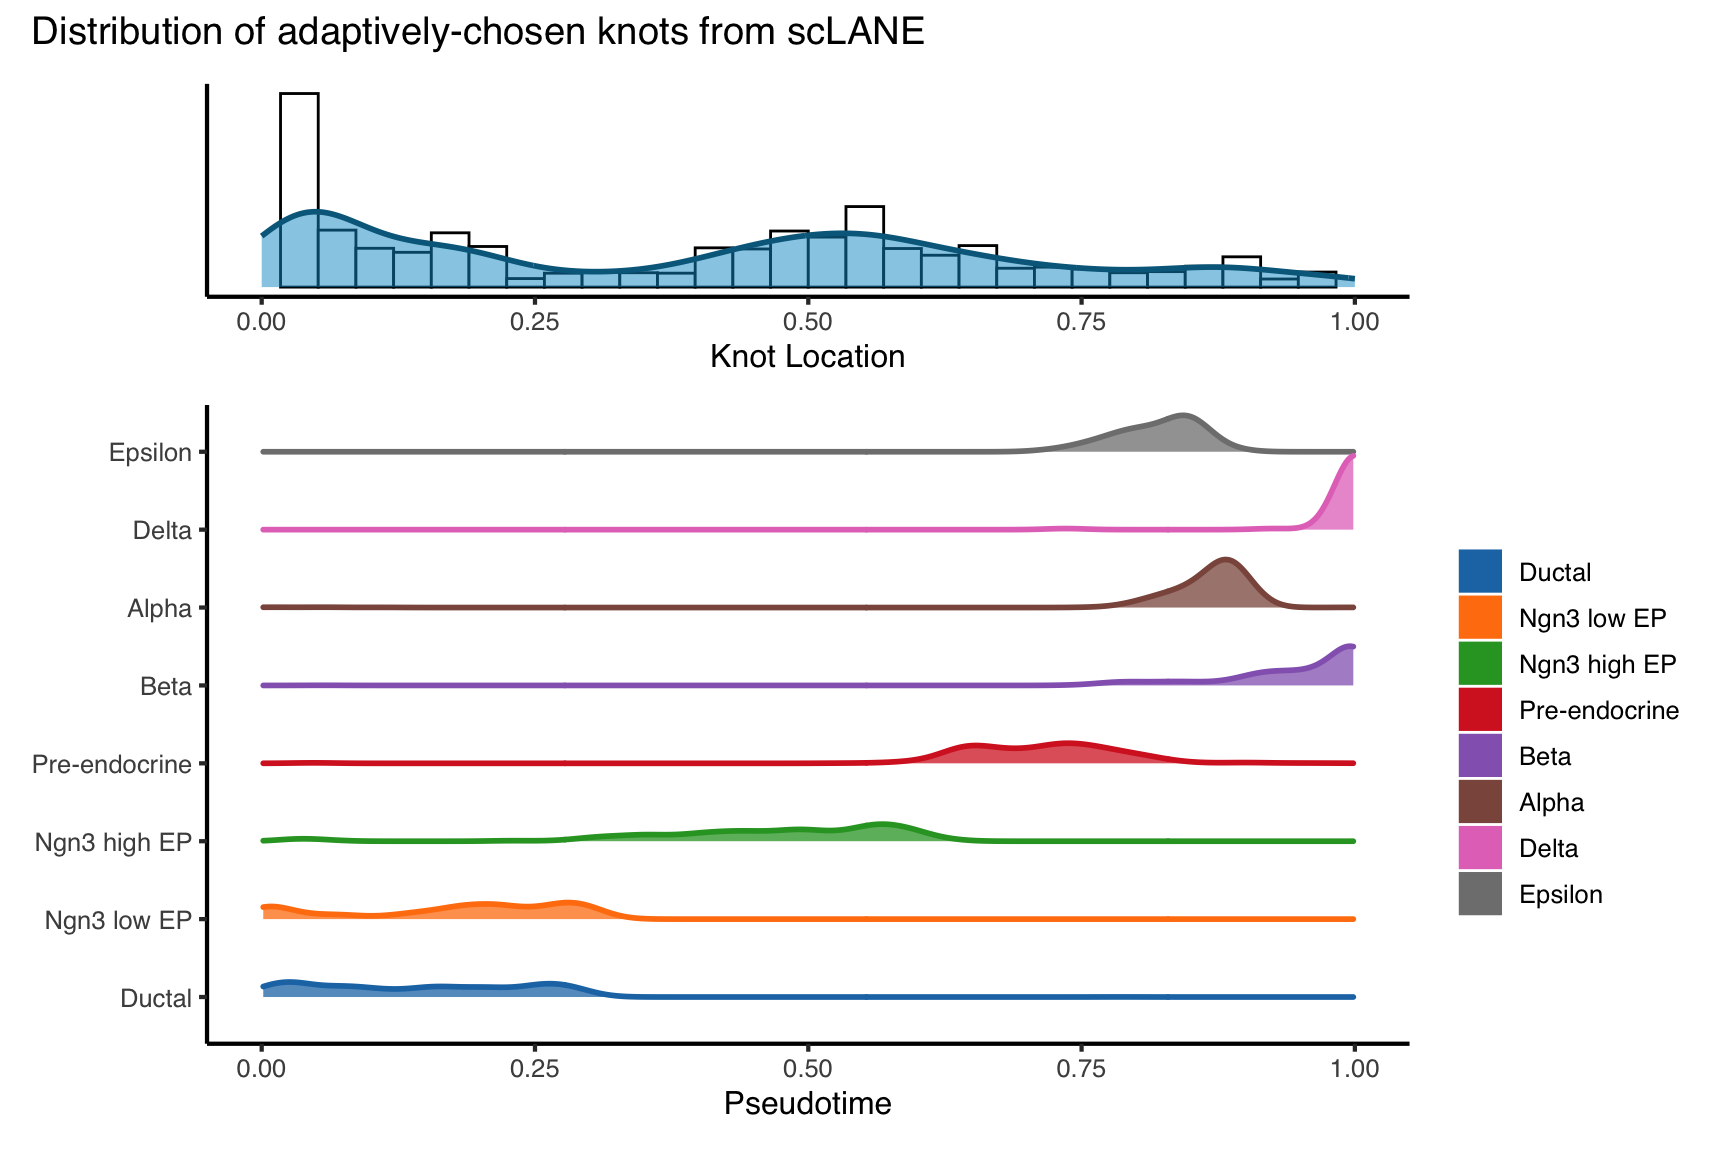 Distribution of adaptively-chosen knots from scLANE
0.00 0.25 0.50 0.75 1.00
Knot Location
Epsilon
Delta
Alpha
Beta
Pre-endocrine
Ngn3 high EP
Ngn3 low EP
Ductal
0.00 0.25 0.50 0.75 1.00
Pseudotime
Ductal
Ngn3 low EP
Ngn3 high EP
Pre-endocrine
Beta
Alpha
Delta
Epsilon